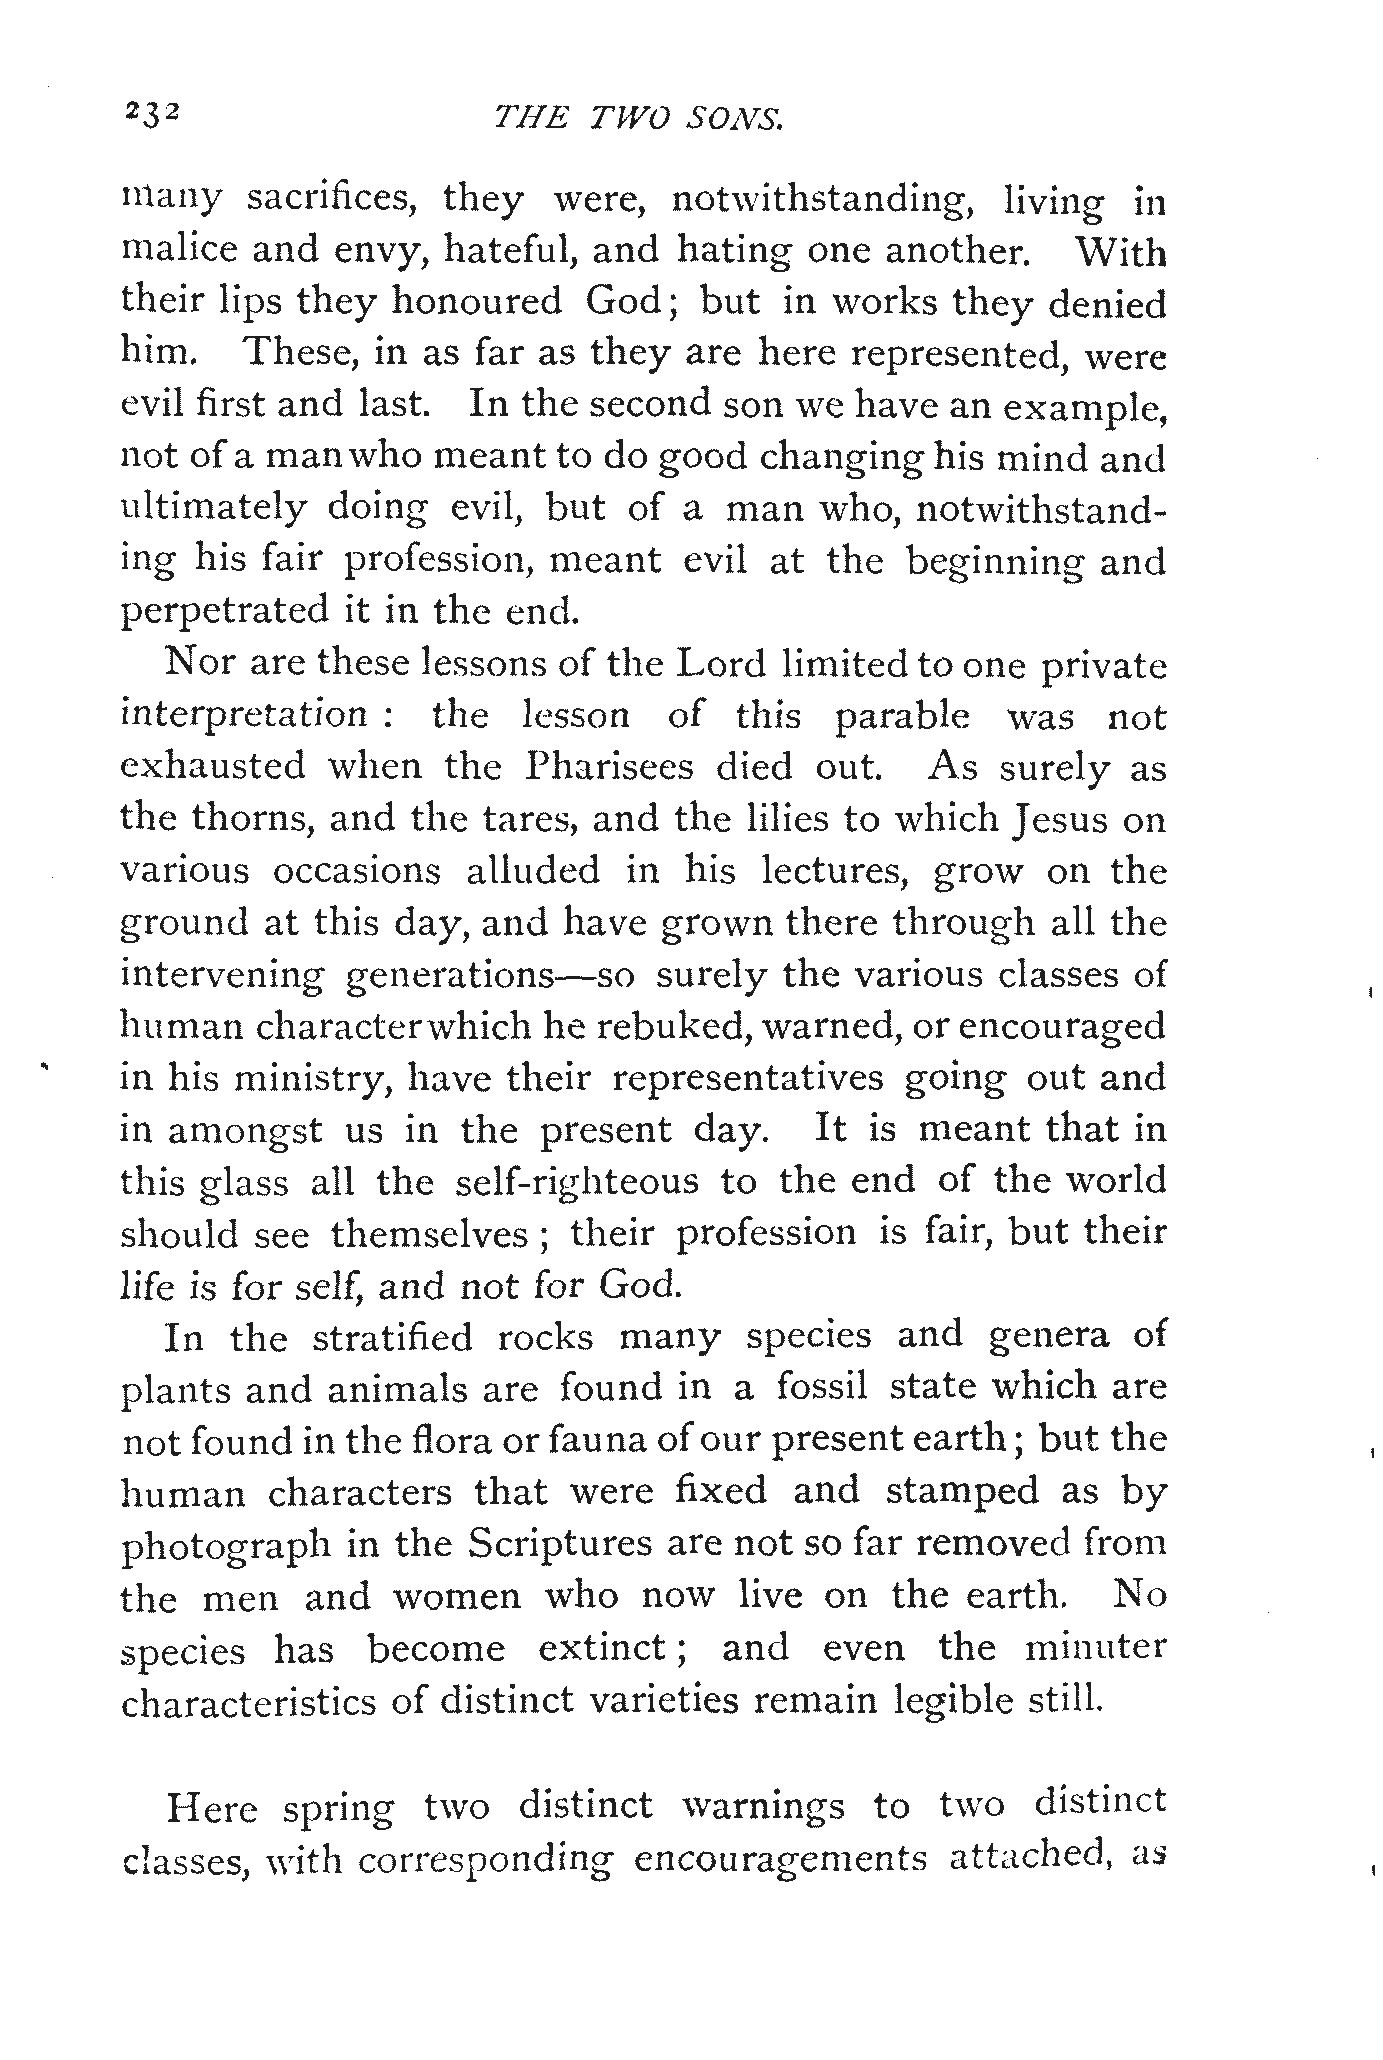 232 THE TWO SONS.
many sacrifices, they were, notwithstanding, living in
malice and envy, hateful, and hating one another. With
their lips they honoured God; but in works they denied
him. These, in as far as they are here represented, were
evil first and last. In the second son we have an example,
not of a man who meant to do good changing his mind and
ultimately doing evil, but of a man who, notwithstand-
ing his fair profession, meant evil at the beginning and
perpetrated it in the end.
Nor are these lessons of the Lord limited to one private
interpretation : the lesson of this parable was not
exhausted when the Pharisees died out. As surely as
the thorns, and the tares, and the lilies to which Jesus on
various occasions alluded in his lectures, grow on the
ground at this day, and have grown there through all the
intervening generations—so surely the various classes of
human character which he rebuked, warned, or encouraged
in his ministry, have their representatives going out and
in amongst us in the present day. It is meant that in
this glass all the self-righteous to the end of the world
should see themselves ; their profession is fair, but their
life is for self, and not for God.
In the stratified rocks many species and genera of
plants and animals are found in a fossil state which are
not found in the flora or fauna of our present earth; but the
human characters that were fixed and stamped as by
photograph in the Scriptures are not so far removed from
the men and women who now live on the earth. No
species has become extinct ; and even the minuter
characteristics of distinct varieties remain legible still.
Here spring two distinct warnings to two distinct
classes, with corresponding encouragements attached, as